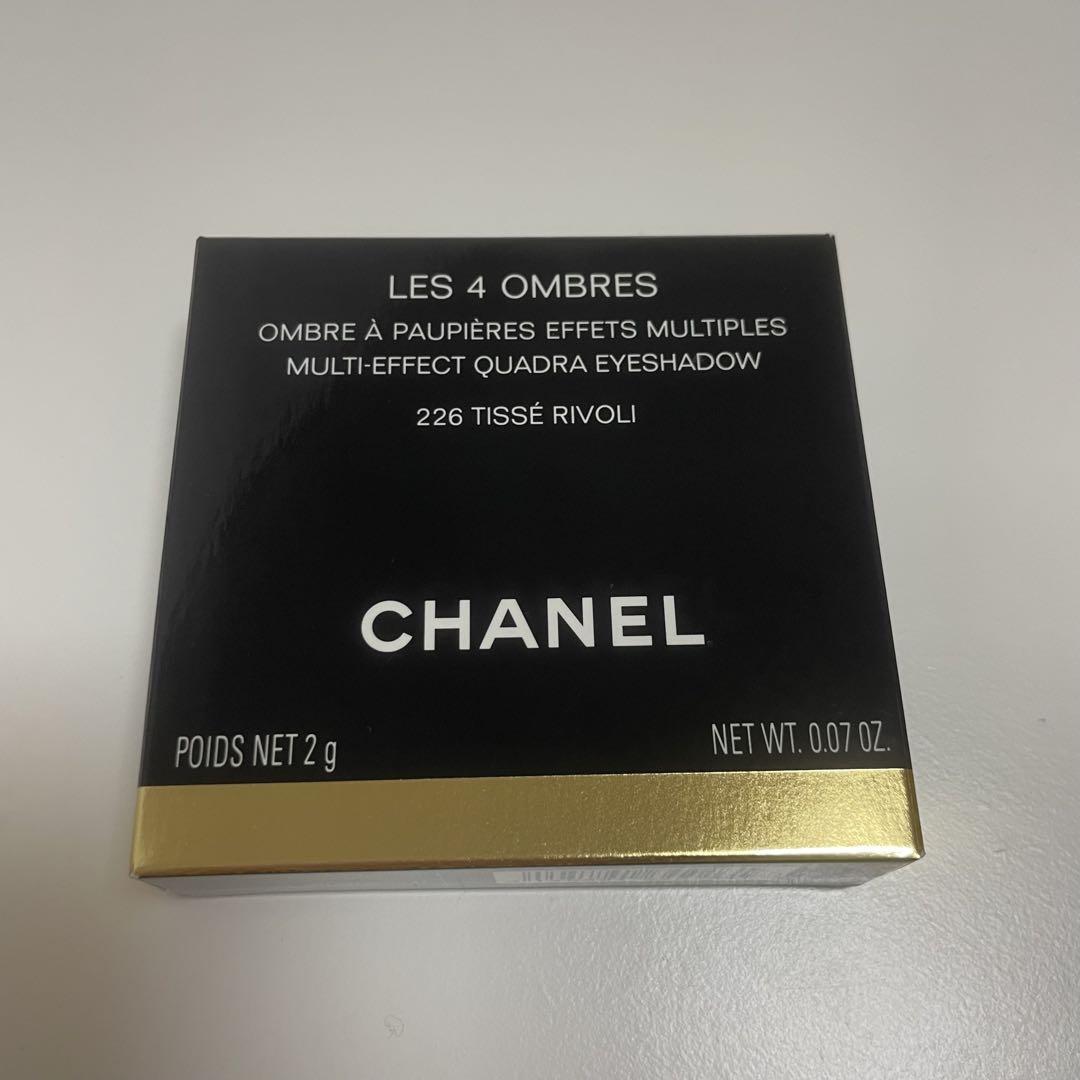 LES 4 OMBRES
OMBRE À PAUPIÈRES EFFETS MULTIPLES
MULTI-EFFECT QUADRA EYESHADOW
226 TISSÉ RIVOLI
CHANEL
POIDS NET 2 g
NET WT. 0.07 OZ.